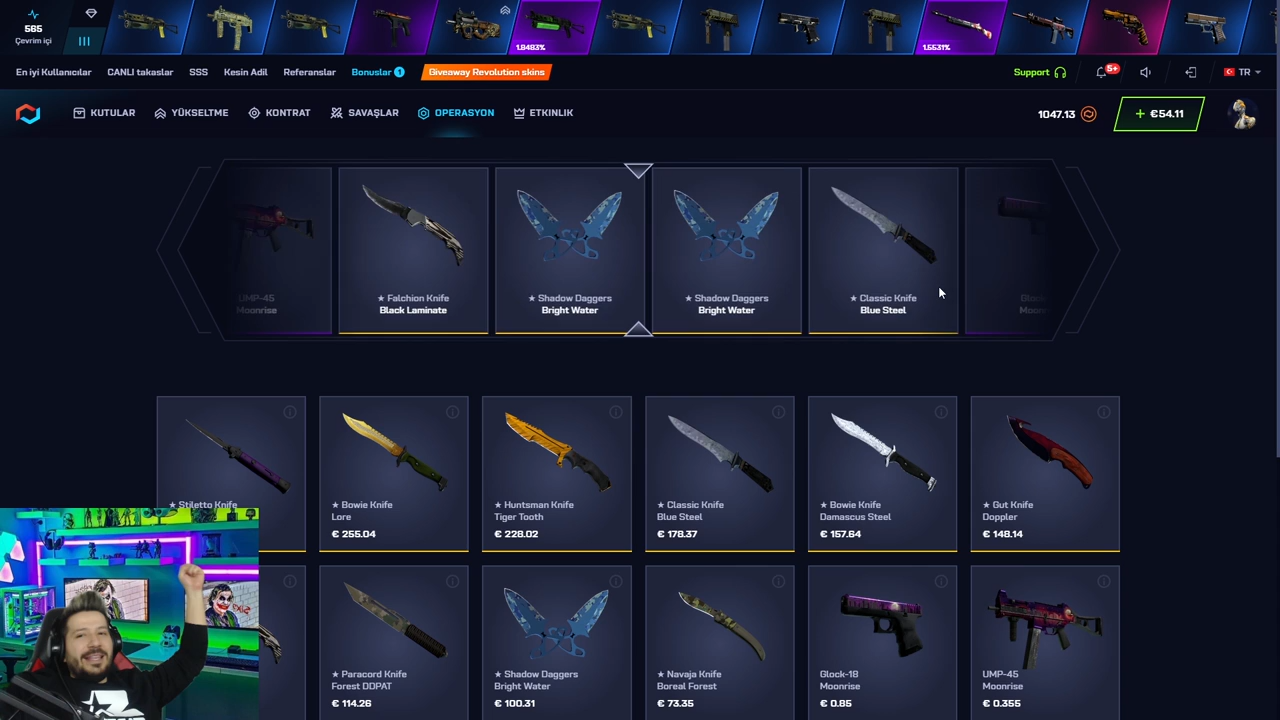 565
Çevrim içi
1.8483%
1.5531%
En iyi Kullanıcılar
CANLI takaslar
SSS
Kesin Adil
Referanslar
Bonuslar 1
Giveaway Revolution skins
Support
5+
TR
KUTULAR
YÜKSELTME
KONTRAT
SAVAŞLAR
OPERASYON
ETKINLIK
1047.13
+ €54.11
UMP-45
Moonrise
★ Falchion Knife
Black Laminate
★ Shadow Daggers
Bright Water
★ Shadow Daggers
Bright Water
★ Classic Knife
Blue Steel
★ Stiletto Knife
★ Bowie Knife
Lore
€ 255.04
★ Huntsman Knife
Tiger Tooth
€ 228.02
★ Classic Knife
Blue Steel
€ 178.37
★ Bowie Knife
Damascus Steel
€ 157.64
★ Gut Knife
Doppler
€ 148.14
★ Paracord Knife
Forest DDPAT
€ 114.26
★ Shadow Daggers
Bright Water
€ 100.31
★ Navaja Knife
Boreal Forest
€ 73.35
Glock-18
Moonrise
€ 0.85
UMP-45
Moonrise
€ 0.355